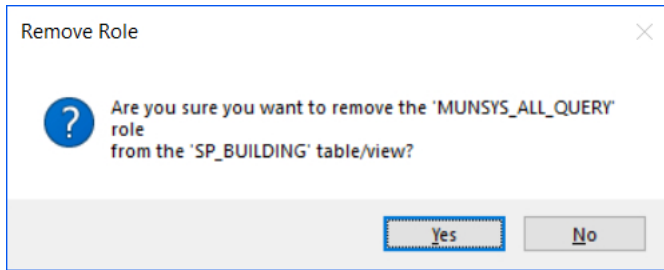 Remove Role
Are you sure you want to remove the 'MUNSYS_ALL_QUERY'
role
from the 'SP_BUILDING' table/view?
Yes
No